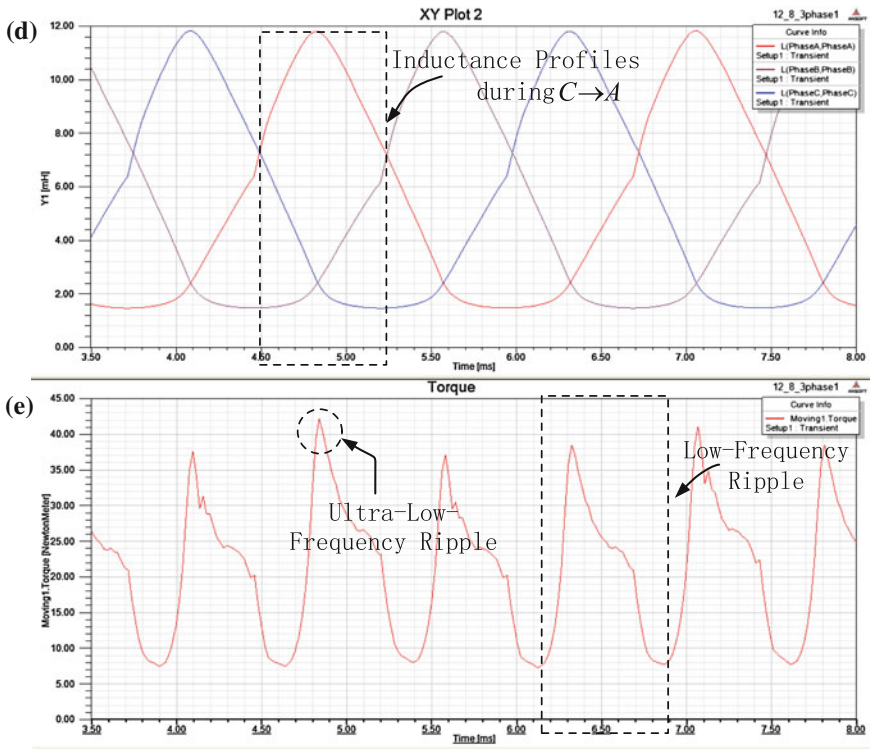 (d)
XY Plot 2
12_8_3phase1
ANSOFT
Curve Info
L(PhaseA,PhaseA)
Setup1 : Transient
L(PhaseB,PhaseB)
Setup1 : Transient
L(PhaseC,PhaseC)
Setup1 : Transient
Inductance Profiles
during C→A
Y1 [mH]
12.00
10.00
8.00
6.00
4.00
2.00
0.00
3.50 4.00 4.50 5.00 5.50 6.00 6.50 7.00 7.50 8.00
Time [ms]
(e)
Torque
12_8_3phase1
ANSOFT
Curve Info
Moving1.Torque
Setup1 : Transient
Low-Frequency
Ripple
Ultra-Low-
Frequency Ripple
Moving1.Torque [NewtonMeter]
45.00
40.00
35.00
30.00
25.00
20.00
15.00
10.00
5.00
0.00
3.50 4.00 4.50 5.00 5.50 6.00 6.50 7.00 7.50 8.00
Time [ms]